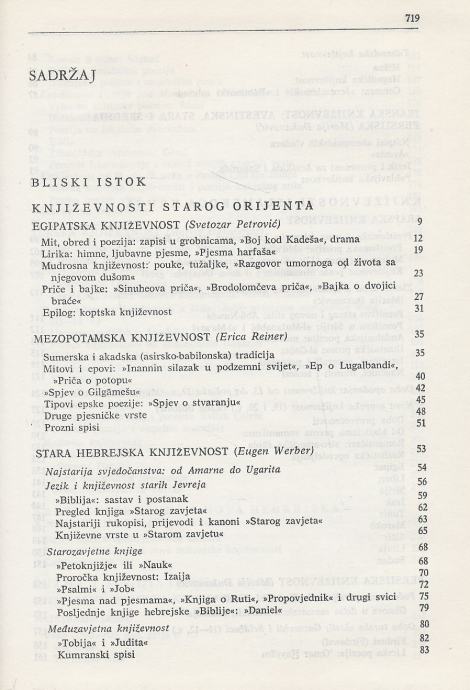 719
SADRŽAJ
BLISKI ISTOK
KNJIŽEVNOSTI STAROG ORIJENTA
EGIPATSKA KNJIŽEVNOST (Svetozar Petrović) 9
Mit, obred i poezija: zapisi u grobnicama, »Boj kod Kadeša«, drama 12
Lirika: himne, ljubavne pjesme, »Pjesma harfaša« 19
Mudrosna književnost: pouke, tužaljke, »Razgovor umornoga od života sa
njegovom dušom« 23
Priče i bajke: »Sinuheova priča«, »Brodolomčeva priča«, »Bajka o dvojici
braće« 27
Epilog: koptska književnost 31
MEZOPOTAMSKA KNJIŽEVNOST (Erica Reiner) 35
Sumerska i akadska (asirsko-babilonska) tradicija 35
Mitovi i epovi: »Inannin silazak u podzemni svijet«, »Ep o Lugalbandi«,
»Priča o potopu« 40
»Spjev o Gilgāmešu« 42
Tipovi epske poezije: »Spjev o stvaranju« 45
Druge pjesničke vrste 48
Prozni spisi 51
STARA HEBREJSKA KNJIŽEVNOST (Eugen Werber) 53
Najstarija svjedočanstva: od Amarne do Ugarita 54
Jezik i književnost starih Jevreja 56
»Biblija«: sastav i postanak 59
Pregled knjiga »Starog zavjeta« 62
Najstariji rukopisi, prijevodi i kanoni »Starog zavjeta« 63
Književne vrste u »Starom zavjetu« 65
Starozavjetne knjige 68
»Petoknjižje« ili »Nauk« 68
Proročka književnost: Izaija 70
»Psalmi« i »Job« 72
»Pjesma nad pjesmama«, »Knjiga o Ruti«, »Propovjednik« i drugi svici 75
Posljednje knjige hebrejske »Biblije«: »Daniel« 79
Međuzavjetna književnost 80
»Tobija« i »Judita« 82
Kumranski spisi 83